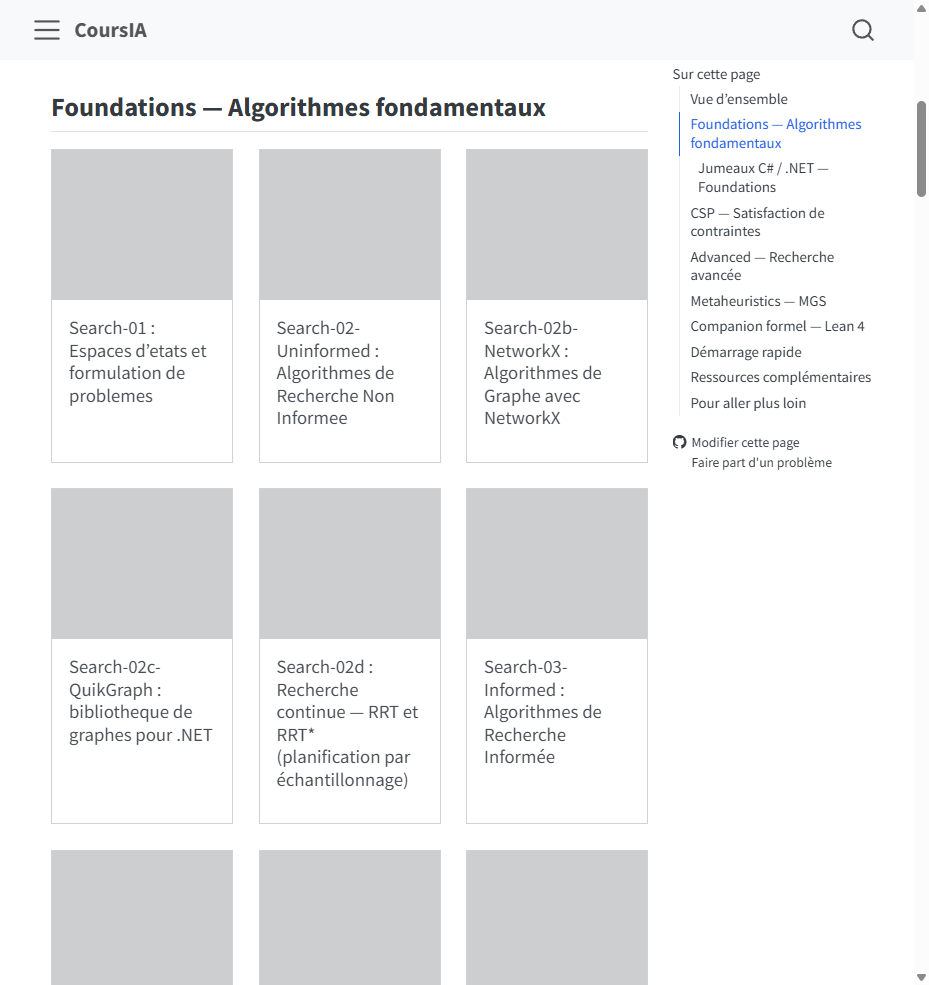 CoursIA
Foundations — Algorithmes fondamentaux
Search-01 :
Espaces d’etats et
formulation de
problemes
Search-02-
Uninformed :
Algorithmes de
Recherche Non
Informee
Search-02b-
NetworkX :
Algorithmes de
Graphe avec
NetworkX
Search-02c-
QuikGraph :
bibliotheque de
graphes pour .NET
Search-02d :
Recherche
continue — RRT et
RRT*
(planification par
échantillonnage)
Search-03-
Informed :
Algorithmes de
Recherche
Informée
Sur cette page
Vue d’ensemble
Foundations — Algorithmes
fondamentaux
Jumeaux C# / .NET —
Foundations
CSP — Satisfaction de
contraintes
Advanced — Recherche
avancée
Metaheuristics — MGS
Companion formel — Lean 4
Démarrage rapide
Ressources complémentaires
Pour aller plus loin
Modifier cette page
Faire part d'un problème